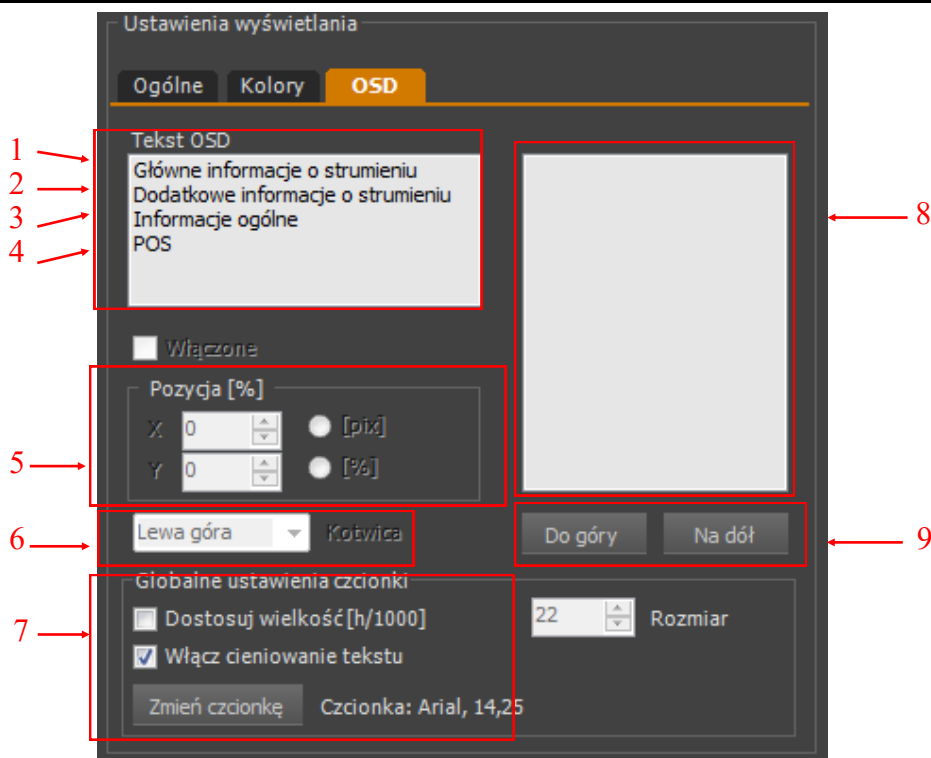 Ustawienia wyświetlania
Ogólne Kolory OSD
Tekst OSD
1
Główne informacje o strumieniu
2
Dodatkowe informacje o strumieniu
3
Informacje ogólne
8
4
POS
Włączone
Pozycja [%]
X 0 [pix]
5
Y 0 [%]
6
Lewa góra Kotwica
Do góry Na dół
9
Globalne ustawienia czcionki
7
Dostosuj wielkość [h/1000]
22 Rozmiar
Włącz cieniowanie tekstu
Zmień czcionkę Czcionka: Arial, 14,25